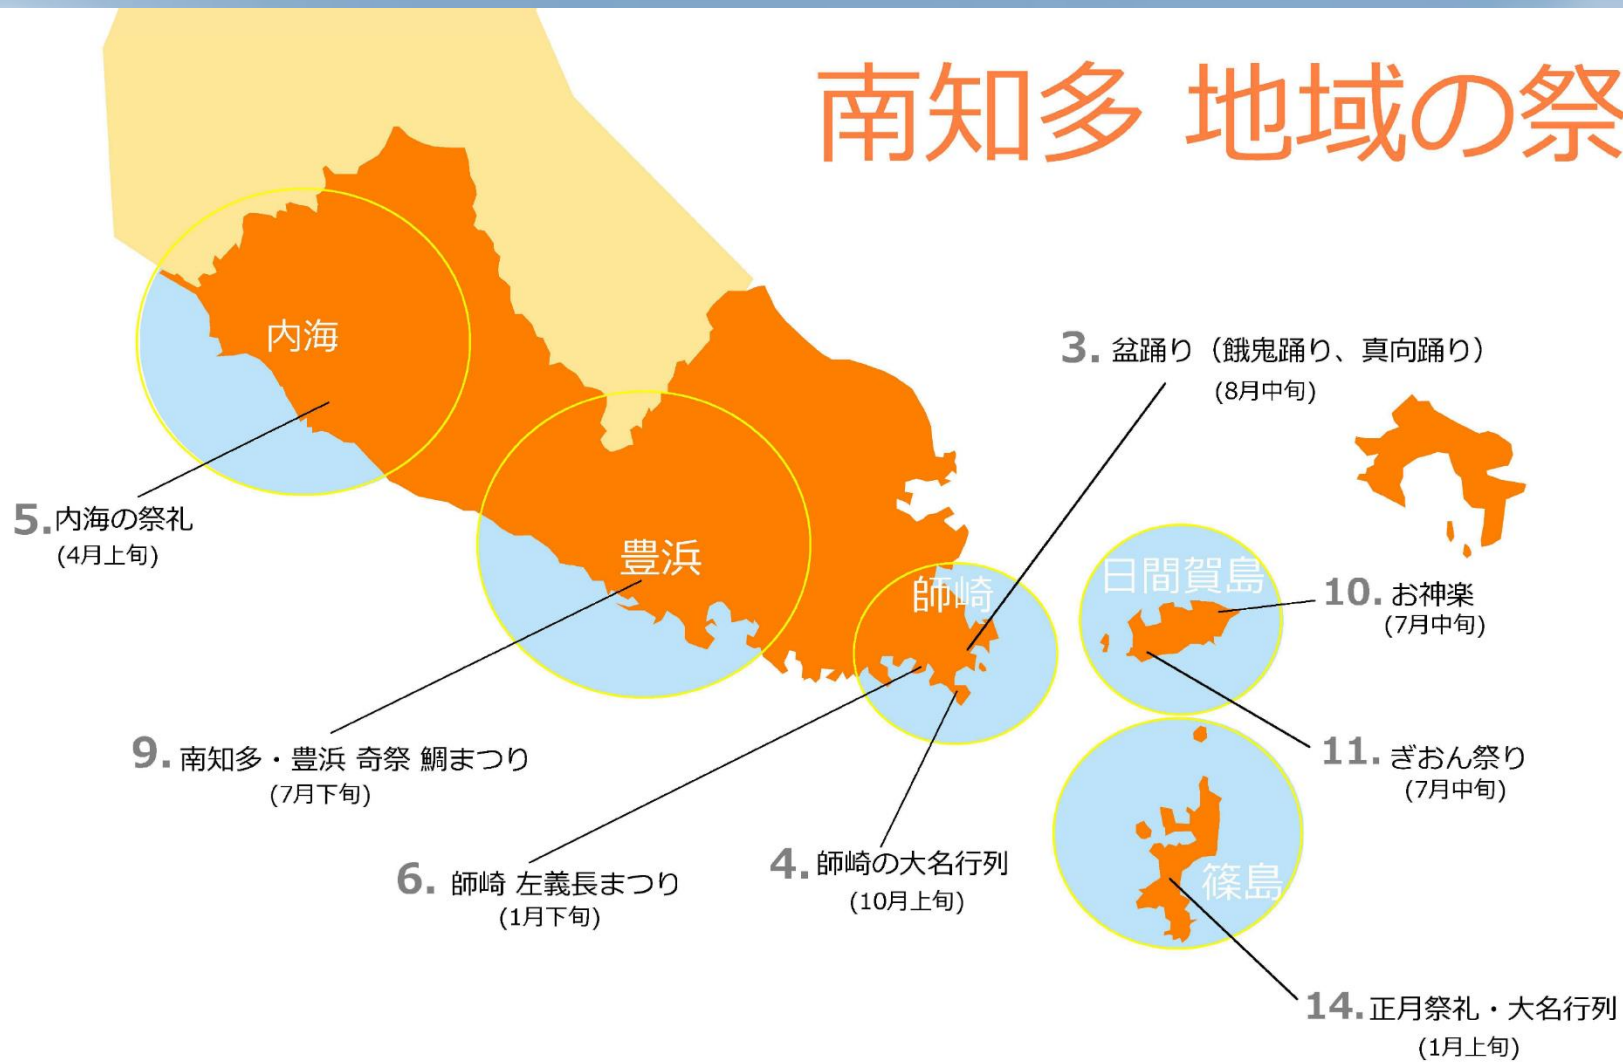 南知多 地域の祭
内海
3. 盆踊り（餓鬼踊り、真向踊り）
(8月中旬)
5.内海の祭礼
(4月上旬)
豊浜
師崎
日間賀島
10. お神楽
(7月中旬)
9. 南知多・豊浜 奇祭 鯛まつり
(7月下旬)
11. ぎおん祭り
(7月中旬)
6. 師崎 左義長まつり
(1月下旬)
4. 師崎の大名行列
(10月上旬)
篠島
14. 正月祭礼・大名行列
(1月上旬)